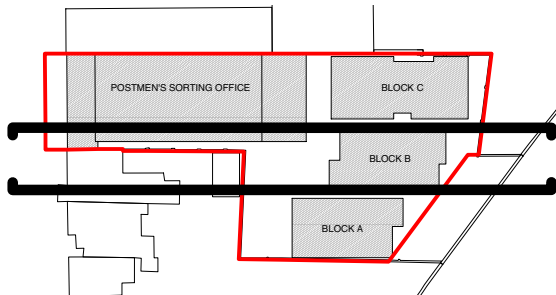 POSTMEN'S SORTING OFFICE
BLOCK C
BLOCK B
BLOCK A